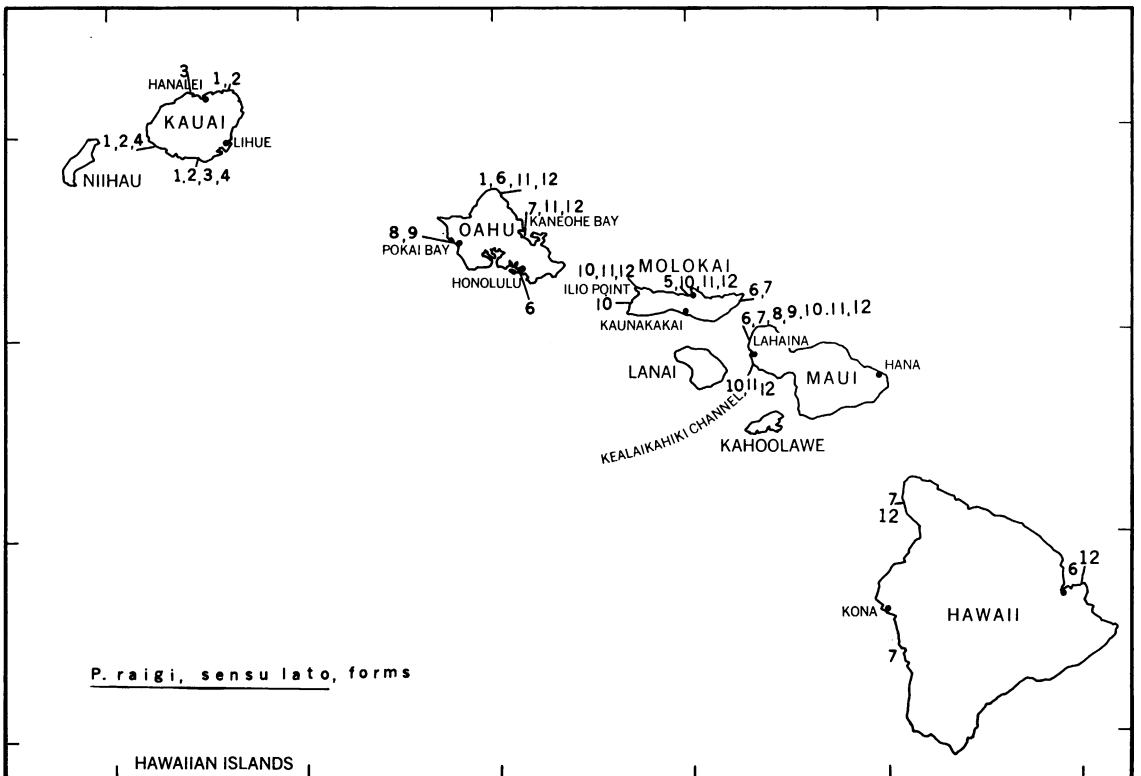 3
1,2
HANALEI
KAUAI
1,2,4
LIHUE
NIIHAU
1.2,3,4
1,6,11,12
7,11,12
KANEOHE BAY
OAHU
8,9
POKAI BAY
HONOLULU
6
10,11,12
MOLOKAI
ILIO POINT
5,10,11,12
6,7
10
KAUNAKAKAI
6,7,8,9,10.11,12
LAHAINA
LANAI
MAUI
HANA
10,11,12
KEALAIKAHIKI CHANNEL
KAHOOLAWE
7
12
6
12
KONA
HAWAII
7
P. raigi, sensu lato, forms
HAWAIIAN ISLANDS